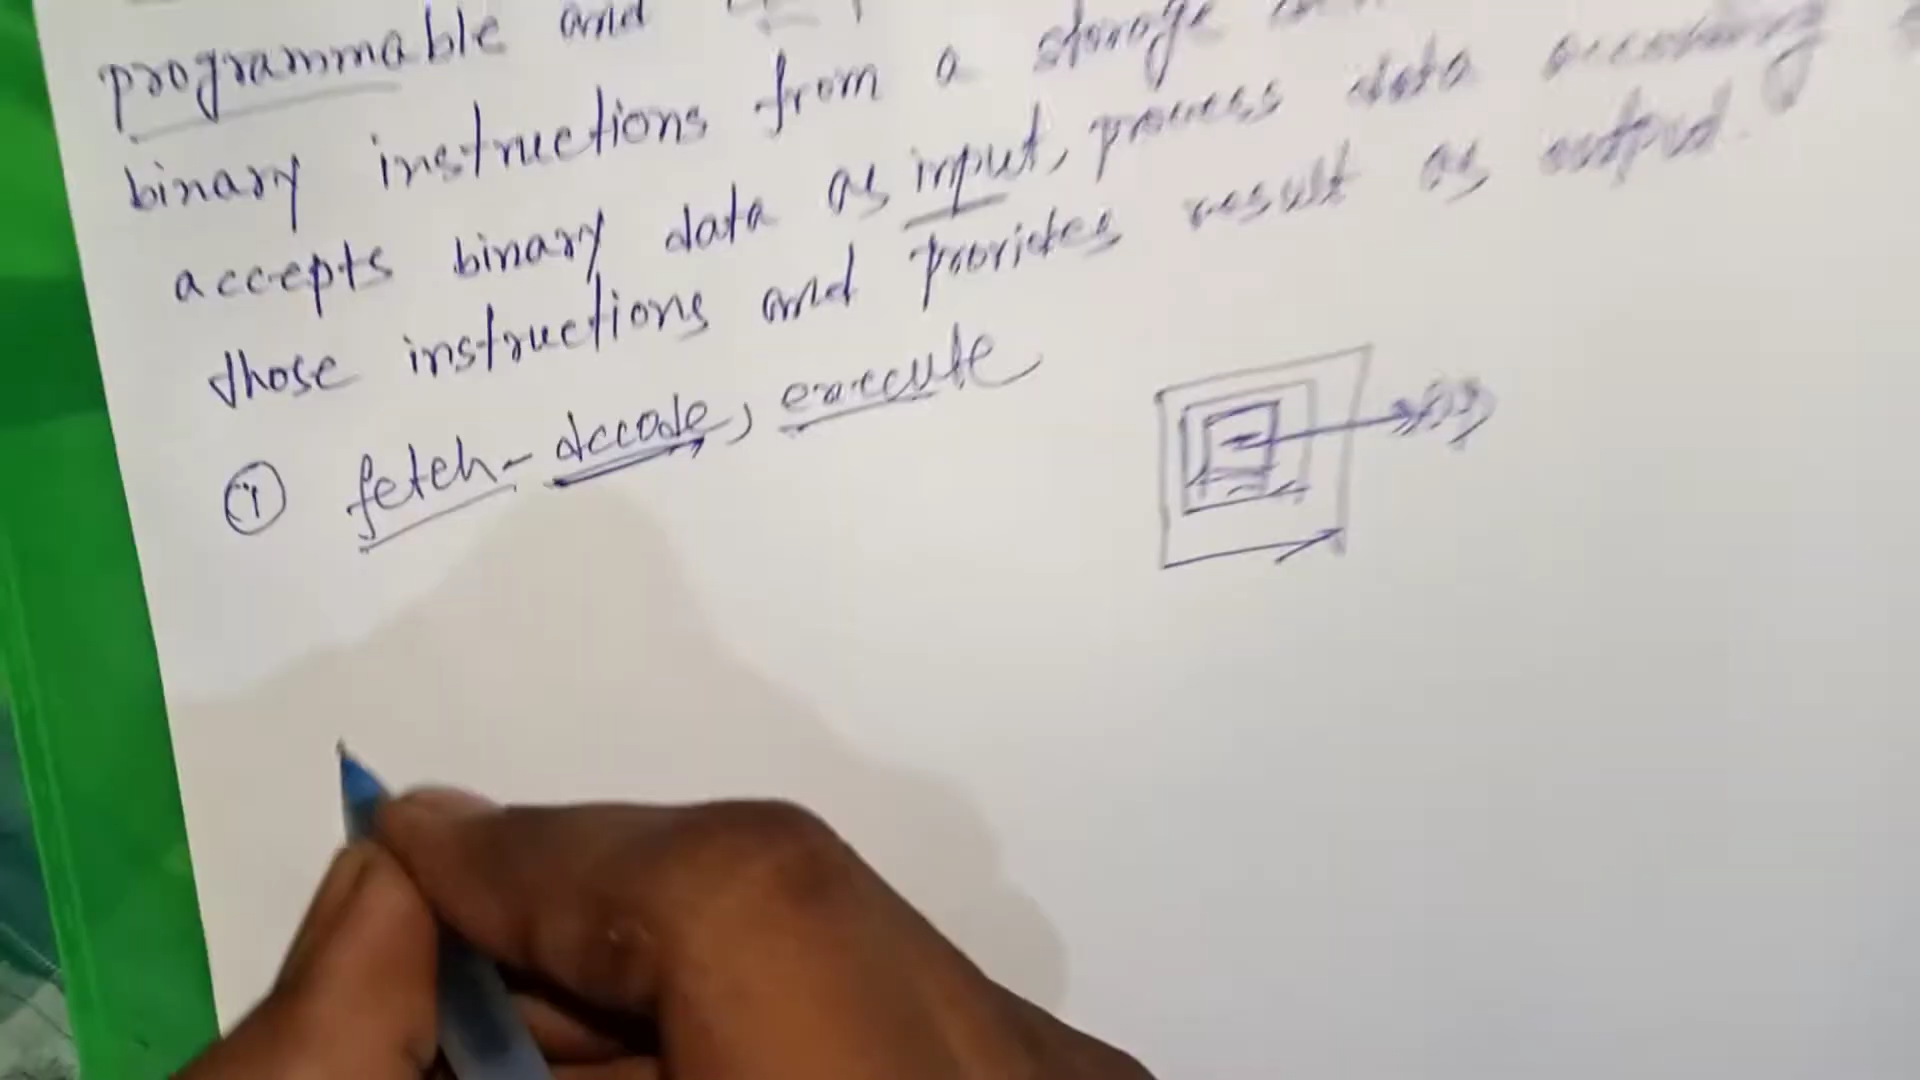 programmable and
binary instructions from a storage
accepts binary data as input, process data according
those instructions and provides result as output.
① fetch - decode, execute